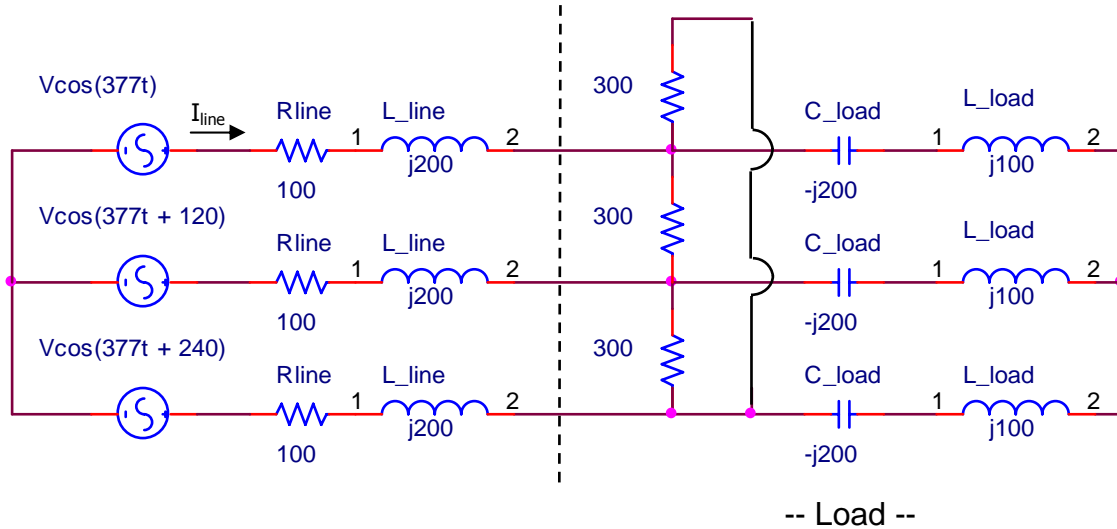 Vcos(377t)
I_line
Rline
L_line
1
2
100
j200
300
C_load
L_load
1
2
-j200
j100
Vcos(377t + 120)
Rline
L_line
1
2
100
j200
300
C_load
L_load
1
2
-j200
j100
Vcos(377t + 240)
Rline
L_line
1
2
100
j200
300
C_load
L_load
1
2
-j200
j100
-- Load --